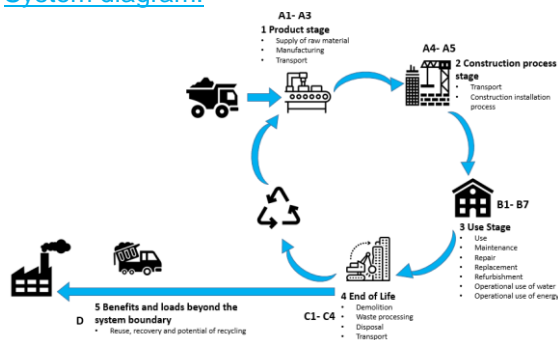 System diagram:
A1- A3
1 Product stage
• Supply of raw material
• Manufacturing
• Transport
A4- A5
2 Construction process
stage
• Transport
• Construction installation
process
B1- B7
3 Use Stage
• Use
• Maintenance
• Repair
• Replacement
• Refurbishment
• Operational use of water
• Operational use of energy
C1- C4
4 End of Life
• Demolition
• Waste processing
• Disposal
• Transport
D
5 Benefits and loads beyond the
system boundary
• Reuse, recovery and potential of recycling